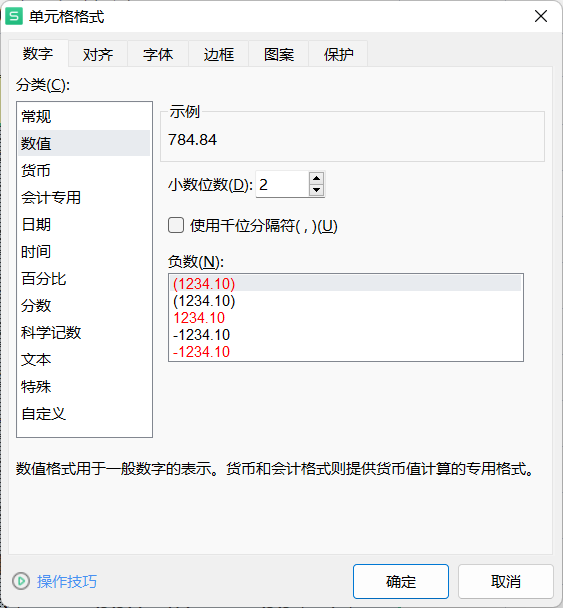 S 单元格格式
数字 对齐 字体 边框 图案 保护
分类(C):
常规
数值
货币
会计专用
日期
时间
百分比
分数
科学记数
文本
特殊
自定义
示例
784.84
小数位数(D): 2
使用千位分隔符( , )(U)
负数(N):
(1234.10)
(1234.10)
1234.10
-1234.10
-1234.10
数值格式用于一般数字的表示。货币和会计格式则提供货币值计算的专用格式。
操作技巧 确定 取消